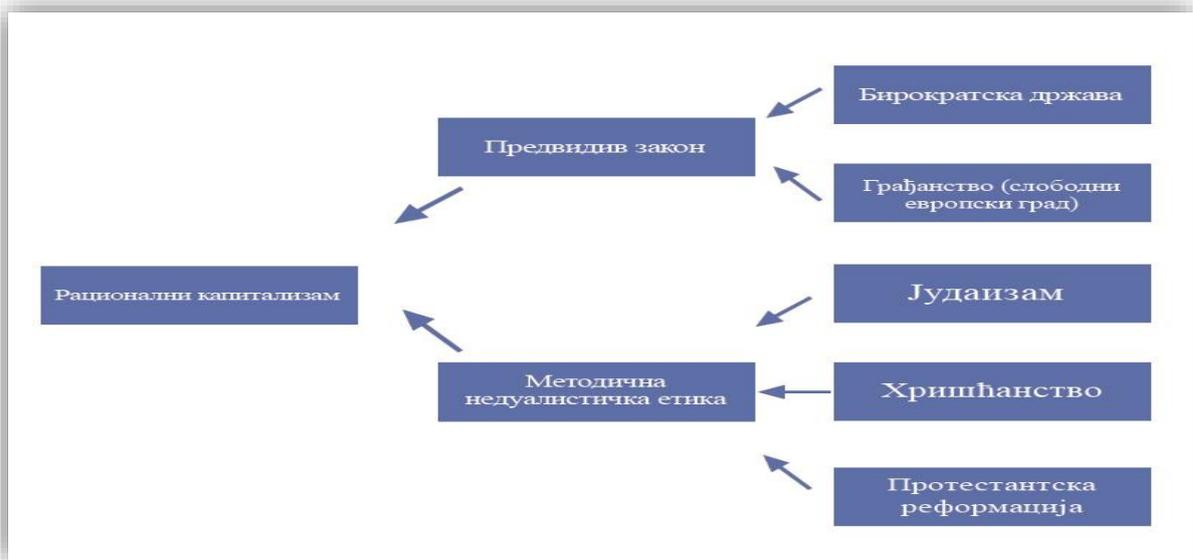 Бирократска држава
Предвидив закон
Грађанство (слободни
европски град)
Рационални капитализам
Јудаизам
Методична
недуалистичка етика
Хришћанство
Протестантска
реформација